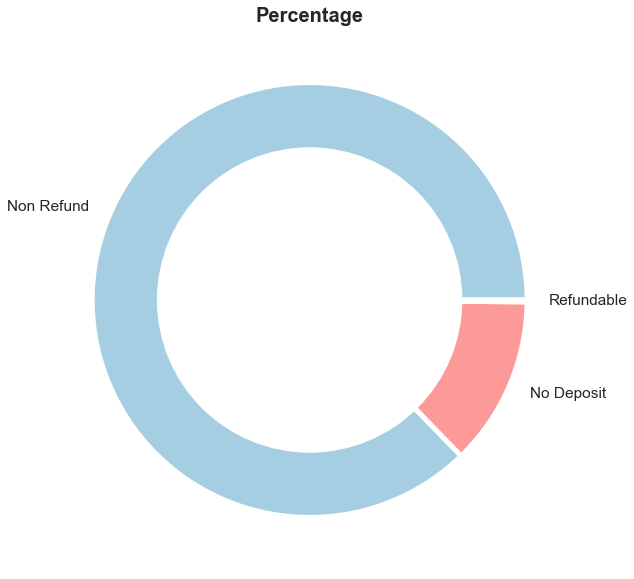 Percentage
Non Refund
Refundable
No Deposit